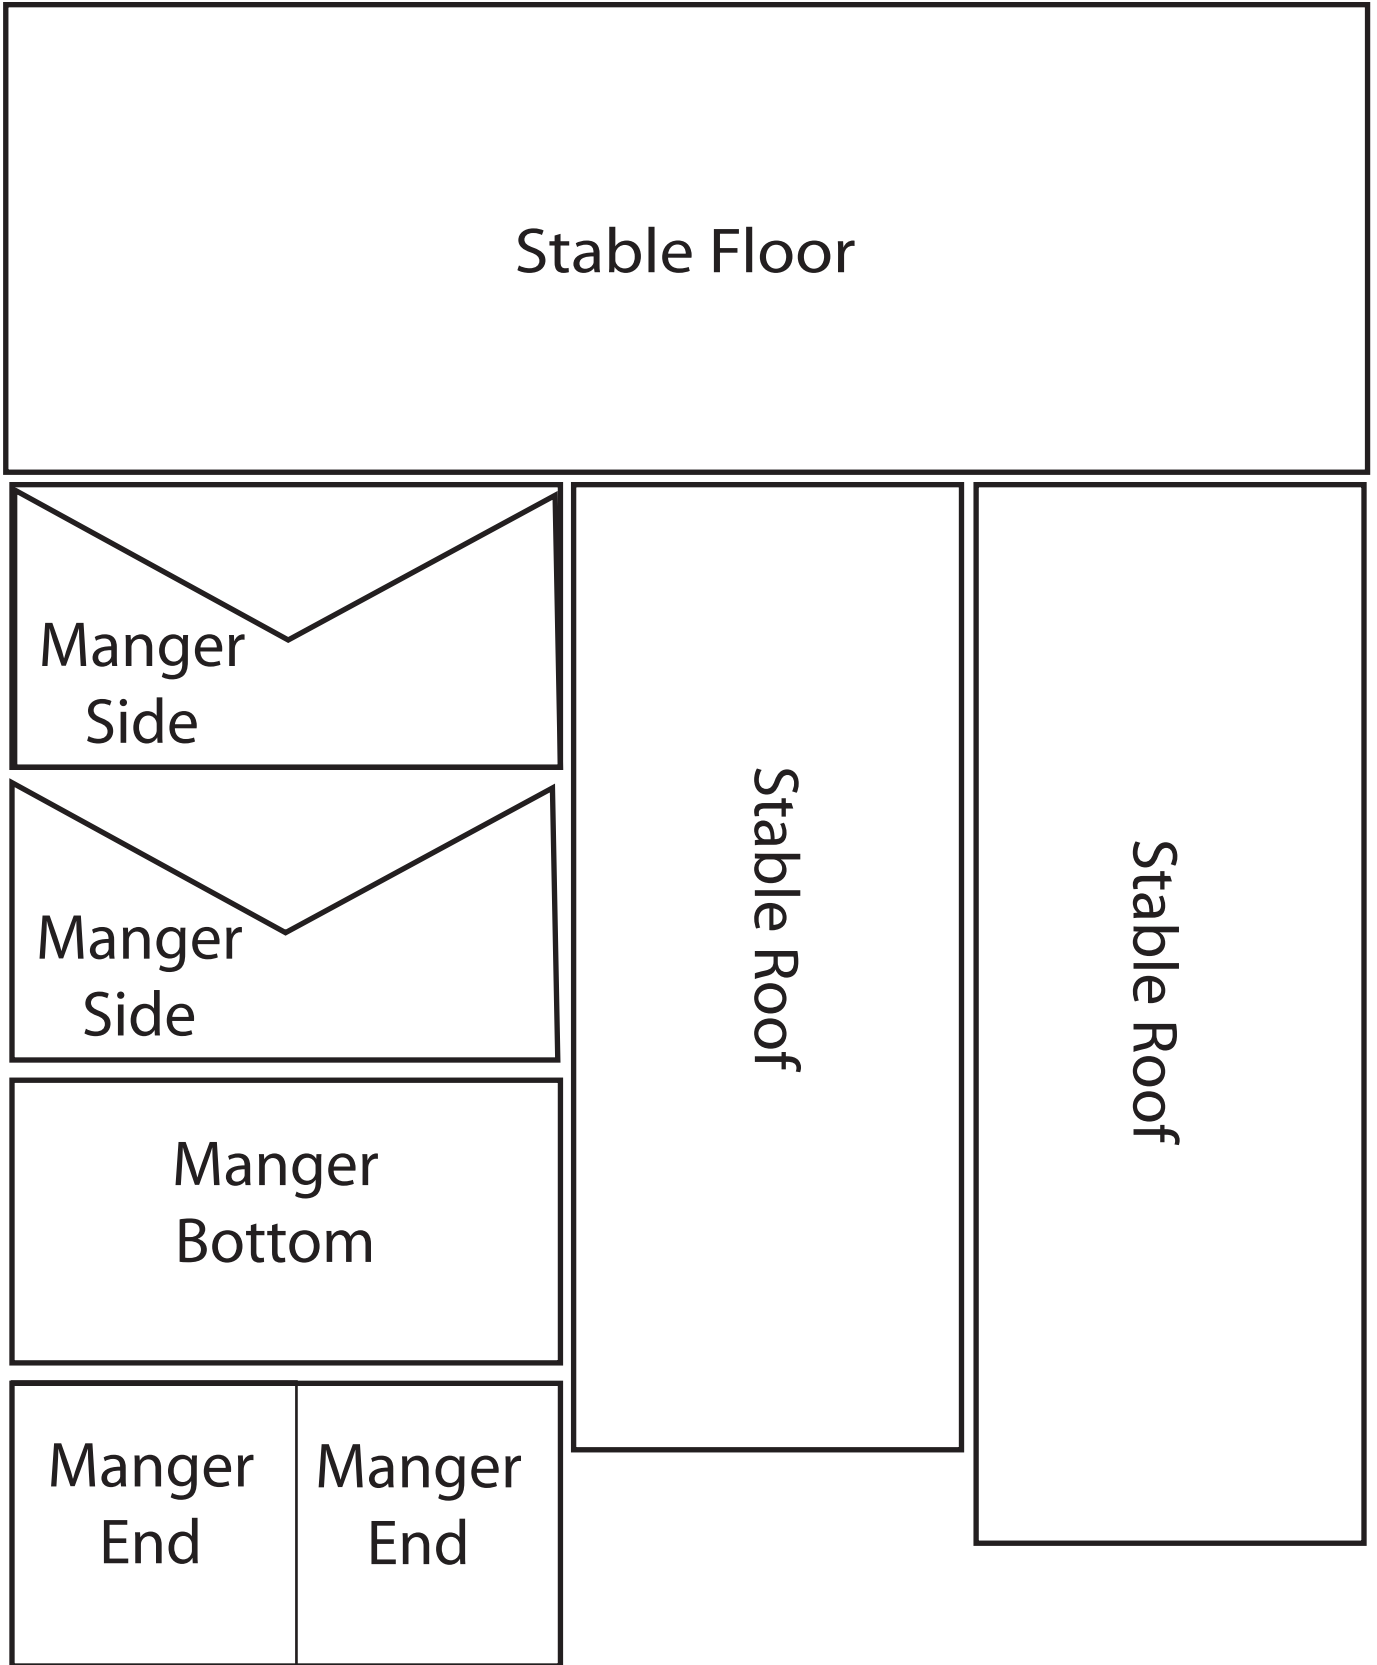 Stable Floor
Manger
Side
Manger
Side
Manger
Bottom
Manger
End
Manger
End
Stable Roof
Stable Roof